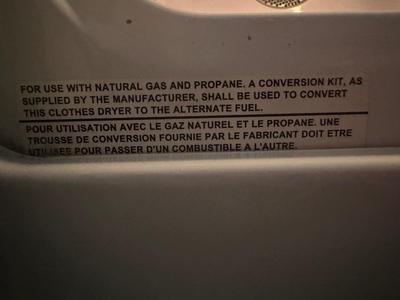 FOR USE WITH NATURAL GAS AND PROPANE. A CONVERSION KIT, AS
SUPPLIED BY THE MANUFACTURER, SHALL BE USED TO CONVERT
THIS CLOTHES DRYER TO THE ALTERNATE FUEL.
POUR UTILISATION AVEC LE GAZ NATUREL ET LE PROPANE. UNE
TROUSSE DE CONVERSION FOURNIE PAR LE FABRICANT DOIT ETRE
UTILISEE POUR PASSER D'UN COMBUSTIBLE A L'AUTRE.